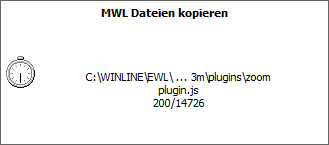 MWL Dateien kopieren
C:\WINLINE\EWL\ ... 3m\plugins\zoom
plugin.js
200/14726